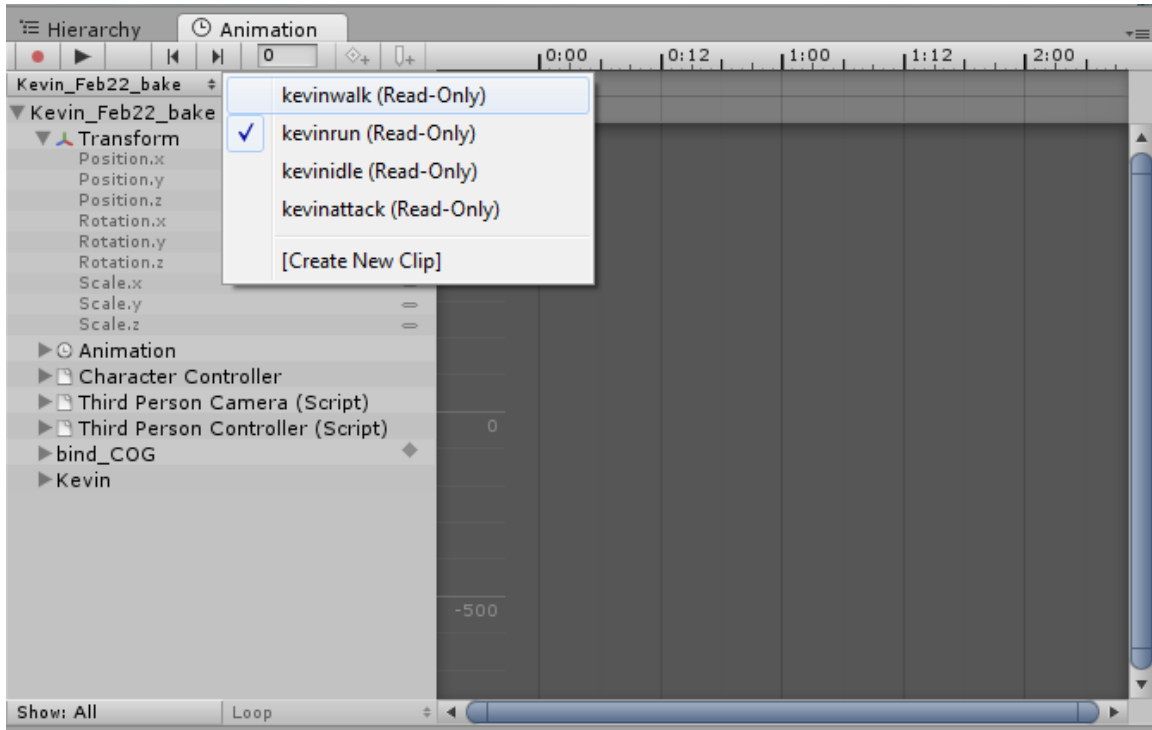 Hierarchy
Animation
0
0:00 0:12 1:00 1:12 2:00
Kevin_Feb22_bake
kevinwalk (Read-Only)
kevinrun (Read-Only)
kevinidle (Read-Only)
kevinattack (Read-Only)
[Create New Clip]
Kevin_Feb22_bake
Transform
Position.x
Position.y
Position.z
Rotation.x
Rotation.y
Rotation.z
Scale.x
Scale.y
Scale.z
Animation
Character Controller
Third Person Camera (Script)
Third Person Controller (Script)
bind_COG
Kevin
0
-500
Show: All
Loop